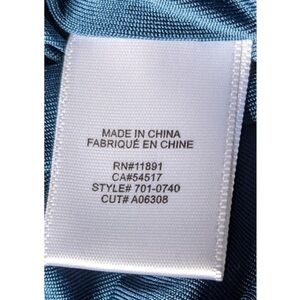 MADE IN CHINA
FABRIQUÉ EN CHINE
RN#11891
CA#54517
STYLE# 701-0740
CUT# A06308